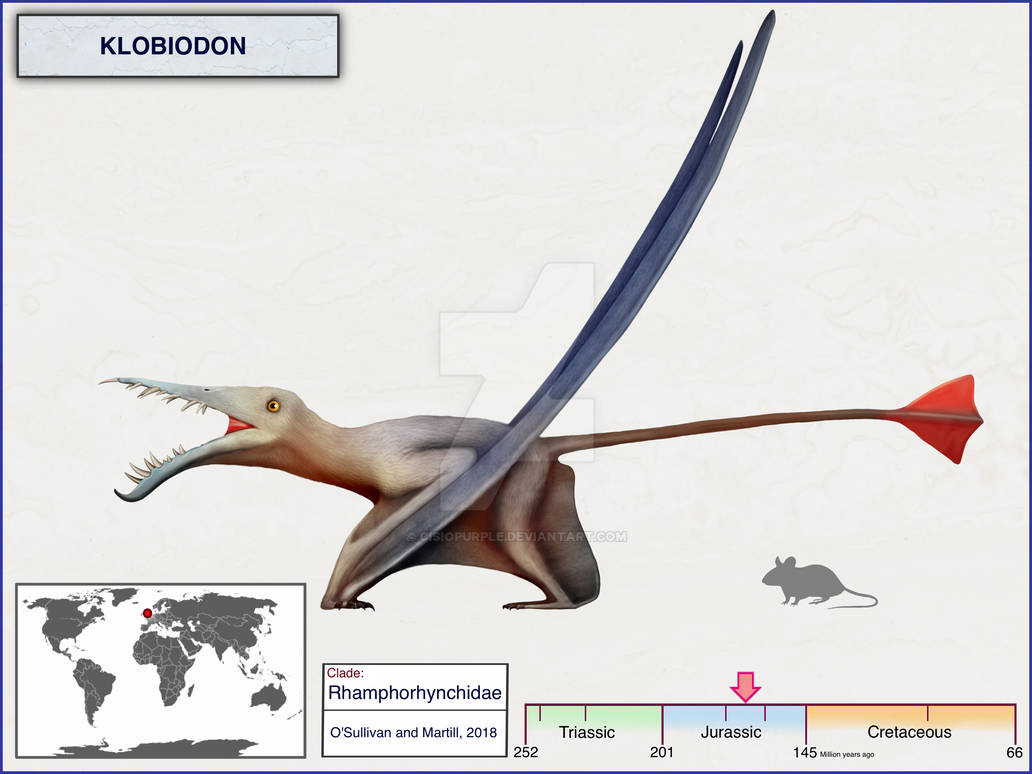 KLOBIODON
© CISIOPURPLE.DEVIANTART.COM
Clade:
Rhamphorhynchidae
O'Sullivan and Martill, 2018
Triassic
Jurassic
Cretaceous
252
201
145 Million years ago
66